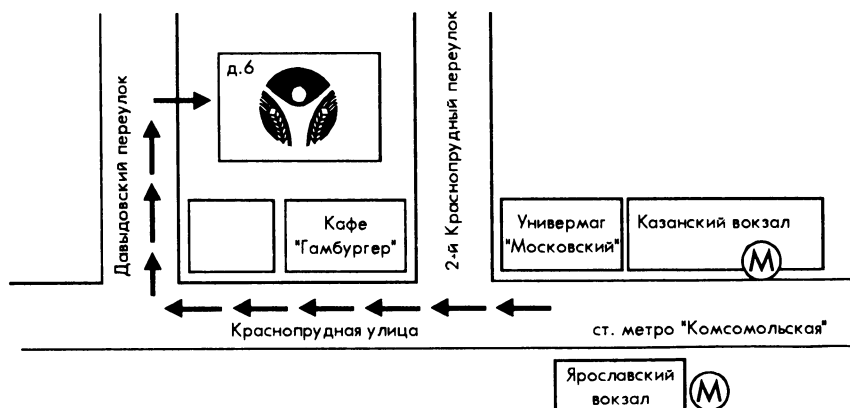 д.6
Давыдовский переулок
2-й Краснопрудный переулок
Кафе
"Гамбургер"
Универмаг
"Московский"
Казанский вокзал
М
Краснопрудная улица
ст. метро "Комсомольская"
Ярославский
вокзал
М